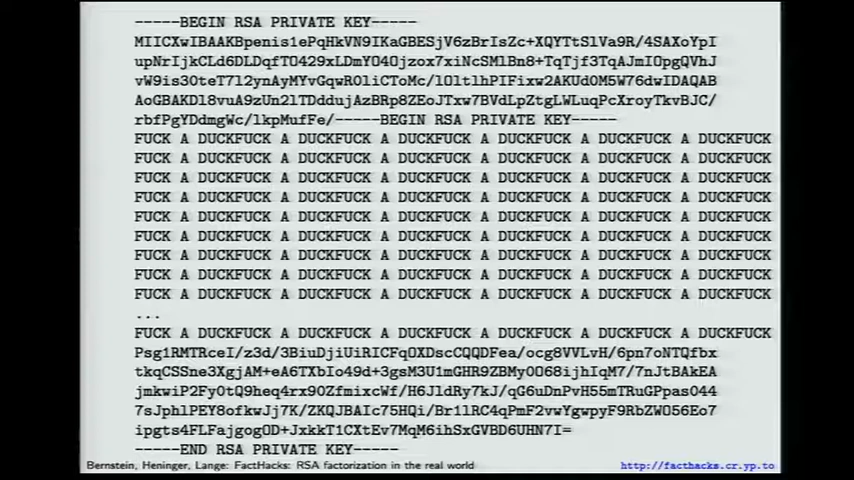 -----BEGIN RSA PRIVATE KEY-----
MIICXwIBAAKBpenis1ePqHkVN9IKaGBESjV6zBrIsZc+XQYTtSlVa9R/4SAXoYpI
upNrIjkCLd6DLDqfT0429xLDmY04Ojzox7xiNcSMlBn8+TqTjf3TqAJmIOpgQVhJ
vW9is30teT7l2ynAyMYvGqwR0liCToMc/lOltlhPIFixw2AKUdOM5W76dwIDAQAB
AoGBAKDl8vuA9zUn2lTDddujAzBRp8ZEoJTxw7BVdLpZtgLWLuqPcXroyTkvBJC/
rbfPgYDdmgWc/lkpMufFe/-----BEGIN RSA PRIVATE KEY-----
FUCK A DUCKFUCK A DUCKFUCK A DUCKFUCK A DUCKFUCK A DUCKFUCK A DUCKFUCK
FUCK A DUCKFUCK A DUCKFUCK A DUCKFUCK A DUCKFUCK A DUCKFUCK A DUCKFUCK
FUCK A DUCKFUCK A DUCKFUCK A DUCKFUCK A DUCKFUCK A DUCKFUCK A DUCKFUCK
FUCK A DUCKFUCK A DUCKFUCK A DUCKFUCK A DUCKFUCK A DUCKFUCK A DUCKFUCK
FUCK A DUCKFUCK A DUCKFUCK A DUCKFUCK A DUCKFUCK A DUCKFUCK A DUCKFUCK
FUCK A DUCKFUCK A DUCKFUCK A DUCKFUCK A DUCKFUCK A DUCKFUCK A DUCKFUCK
FUCK A DUCKFUCK A DUCKFUCK A DUCKFUCK A DUCKFUCK A DUCKFUCK A DUCKFUCK
FUCK A DUCKFUCK A DUCKFUCK A DUCKFUCK A DUCKFUCK A DUCKFUCK A DUCKFUCK
FUCK A DUCKFUCK A DUCKFUCK A DUCKFUCK A DUCKFUCK A DUCKFUCK A DUCKFUCK
...
FUCK A DUCKFUCK A DUCKFUCK A DUCKFUCK A DUCKFUCK A DUCKFUCK A DUCKFUCK
Psg1RMTRceI/z3d/3BiuDjiUiRICFqOXDscCQQDFea/ocg8VVLvH/6pn7oNTQfbx
tkqCSSne3XgjAM+eA6TXbIo49d+3gsM3U1mGHR9ZBMy0O68ijhIqM7/7nJtBAkEA
jmkwiP2Fy0tQ9heq4rx90ZfmixcWf/H6JldRy7kJ/qG6uDnPvH55mTRuGPpas044
7sJphlPEY8ofkwJj7K/ZKQJBAIc75HQi/Br1lRC4qPmF2vwYgwpyF9RbZW056Eo7
ipgts4FLFajgogOD+JxkkT1CXtEv7MqM6ihSxGVBD6UHN7I=
-----END RSA PRIVATE KEY-----
Bernstein, Heninger, Lange: FactHacks: RSA factorization in the real world
http://facthacks.cr.yp.to